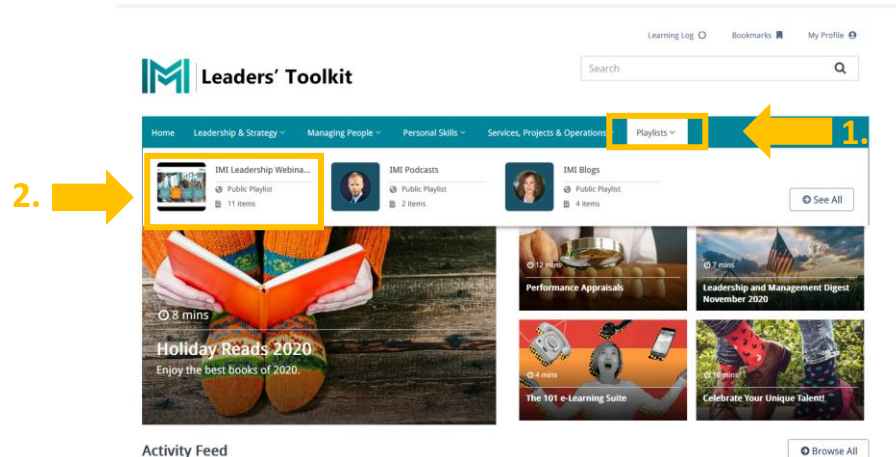 Learning Log Bookmarks My Profile
Leaders' Toolkit
Search
Home Leadership & Strategy Managing People Personal Skills Services, Projects & Operations Playlists
1.
2.
IMI Leadership Webina...
Public Playlist
11 items
IMI Podcasts
Public Playlist
2 items
IMI Blogs
Public Playlist
4 items
See All
8 mins
Holiday Reads 2020
Enjoy the best books of 2020.
12 mins
Performance Appraisals
7 mins
Leadership and Management Digest
November 2020
4 mins
The 101 e-Learning Suite
mins
Celebrate Your Unique Talent!
Activity Feed
Browse All